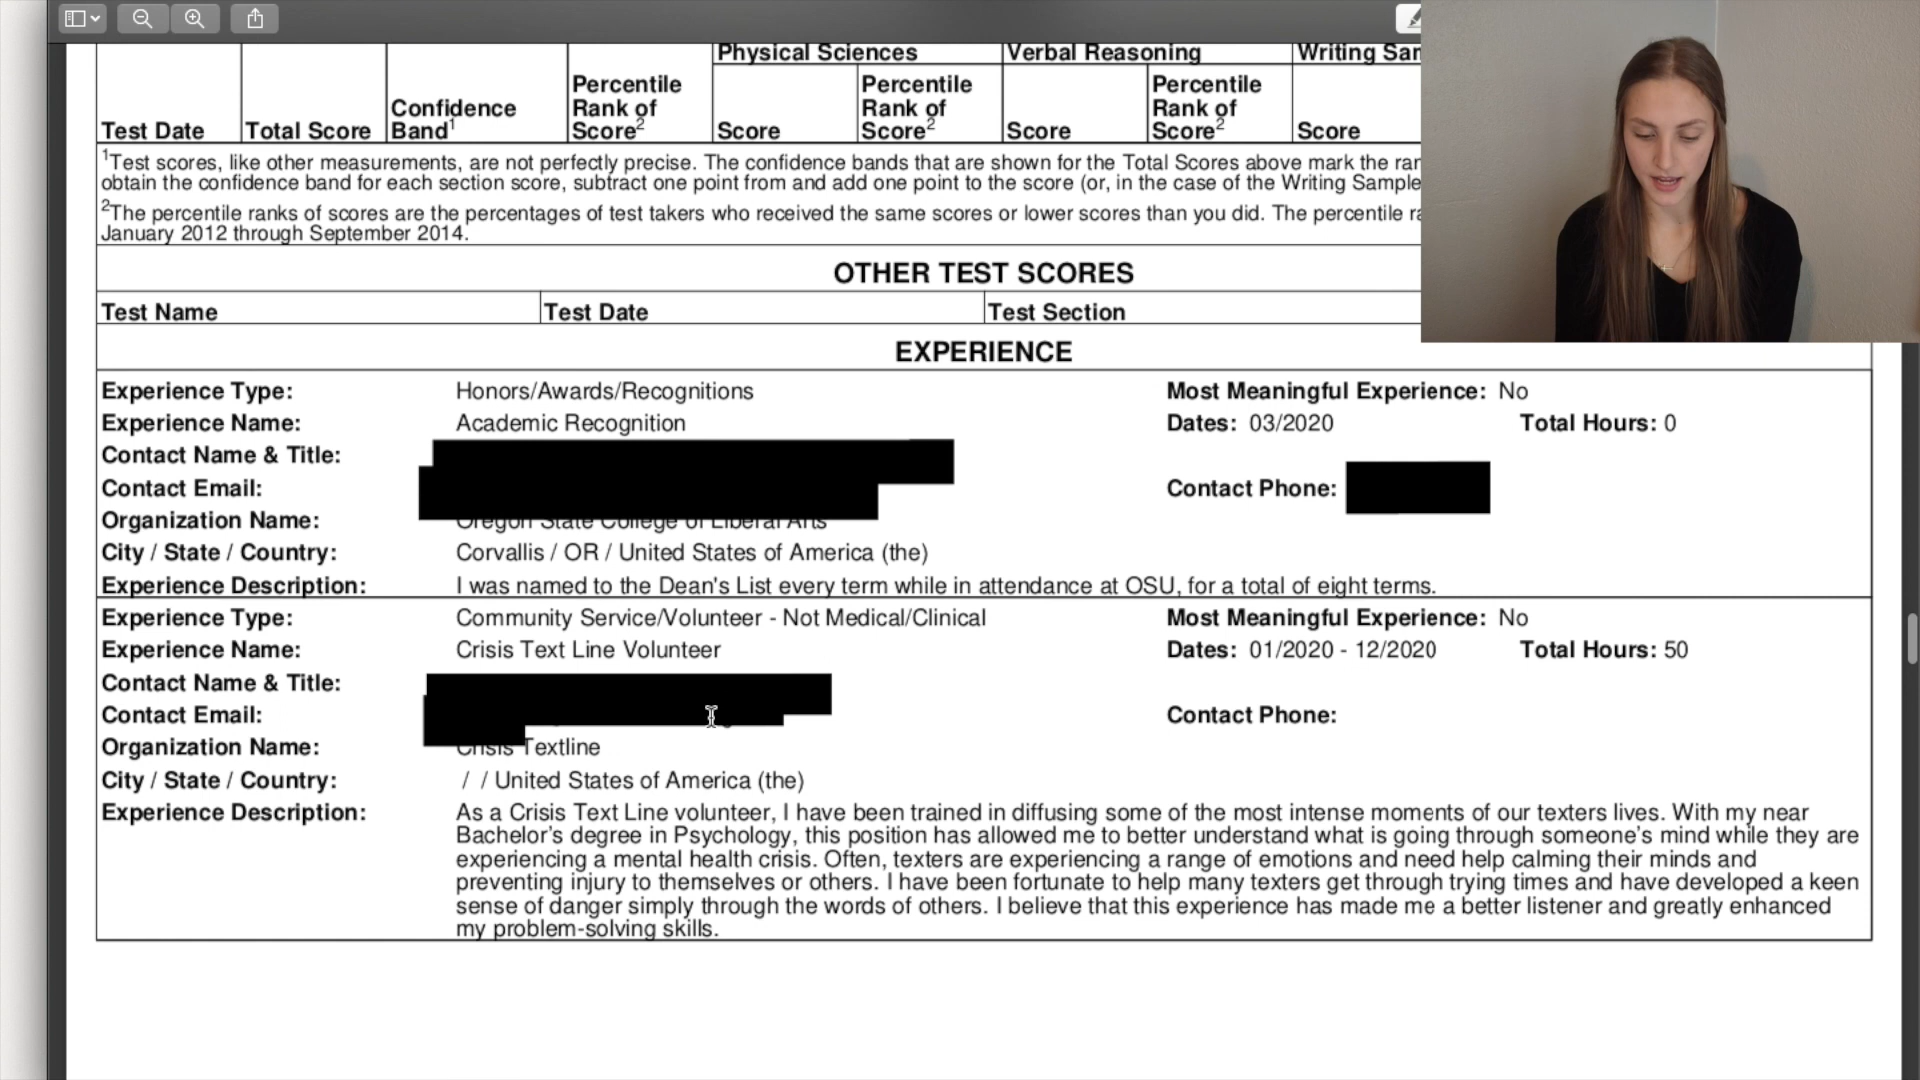 Physical Sciences Verbal Reasoning Writing Sar
Test Date Total Score Confidence Band1 Percentile Rank of Score2 Score Percentile Rank of Score2 Score Percentile Rank of Score2 Score
1Test scores, like other measurements, are not perfectly precise. The confidence bands that are shown for the Total Scores above mark the ran
obtain the confidence band for each section score, subtract one point from and add one point to the score (or, in the case of the Writing Sample
2The percentile ranks of scores are the percentages of test takers who received the same scores or lower scores than you did. The percentile ra
January 2012 through September 2014.
OTHER TEST SCORES
Test Name Test Date Test Section
EXPERIENCE
Experience Type: Honors/Awards/Recognitions Most Meaningful Experience: No
Experience Name: Academic Recognition Dates: 03/2020 Total Hours: 0
Contact Name & Title:
Contact Email: Contact Phone:
Organization Name: Oregon State College of Liberal Arts
City / State / Country: Corvallis / OR / United States of America (the)
Experience Description: I was named to the Dean's List every term while in attendance at OSU, for a total of eight terms.
Experience Type: Community Service/Volunteer - Not Medical/Clinical Most Meaningful Experience: No
Experience Name: Crisis Text Line Volunteer Dates: 01/2020 - 12/2020 Total Hours: 50
Contact Name & Title:
Contact Email: Contact Phone:
Organization Name: Crisis Textline
City / State / Country: / / United States of America (the)
Experience Description: As a Crisis Text Line volunteer, I have been trained in diffusing some of the most intense moments of our texters lives. With my near
Bachelor's degree in Psychology, this position has allowed me to better understand what is going through someone's mind while they are
experiencing a mental health crisis. Often, texters are experiencing a range of emotions and need help calming their minds and
preventing injury to themselves or others. I have been fortunate to help many texters get through trying times and have developed a keen
sense of danger simply through the words of others. I believe that this experience has made me a better listener and greatly enhanced
my problem-solving skills.